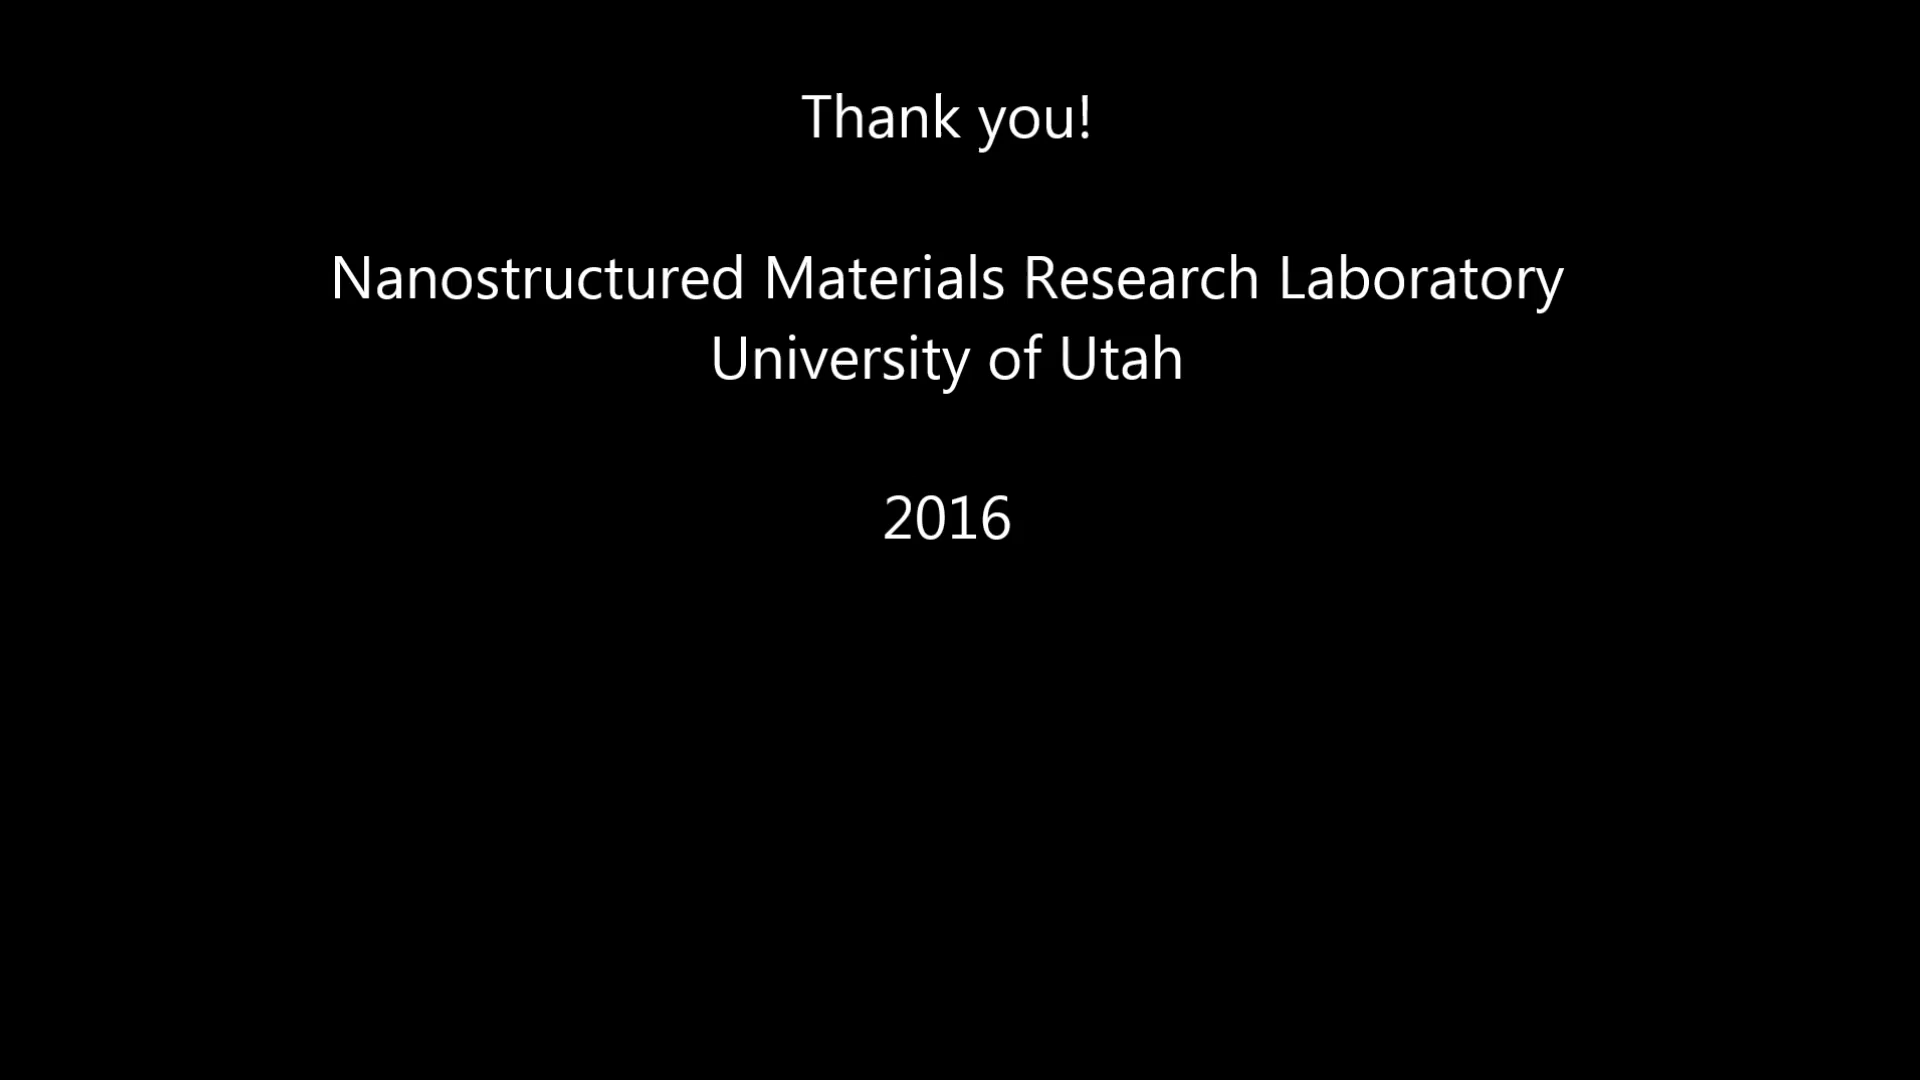 Thank you!
Nanostructured Materials Research Laboratory
University of Utah
2016